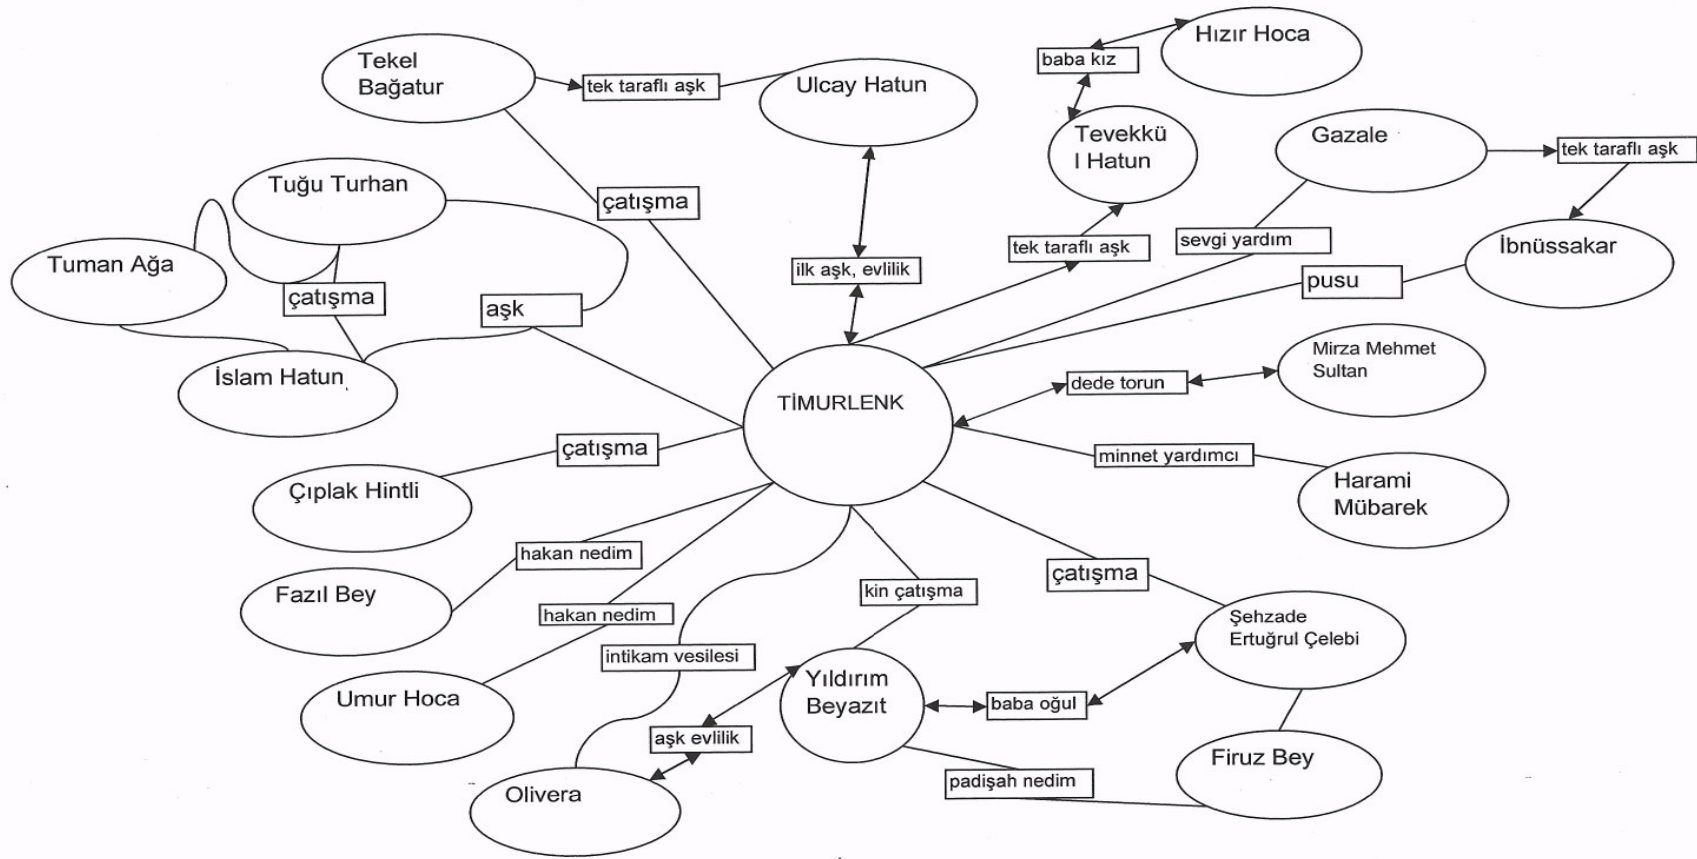 Hızır Hoca
Tekel
Bağatur
baba kız
tek taraflı aşk
Ulcay Hatun
Tevekkü
l Hatun
Gazale
tek taraflı aşk
Tuğu Turhan
çatışma
Tuman Ağa
ilk aşk, evlilik
tek taraflı aşk
sevgi yardım
İbnüssakar
pusu
çatışma
aşk
İslam Hatun
TİMURLENK
dede torun
Mirza Mehmet
Sultan
çatışma
minnet yardımcı
Çıplak Hintli
Harami
Mübarek
hakan nedim
Fazıl Bey
çatışma
kin çatışma
hakan nedim
intikam vesilesi
Şehzade
Ertuğrul Çelebi
Umur Hoca
Yıldırım
Beyazıt
baba oğul
aşk evlilik
Firuz Bey
padişah nedim
Olivera